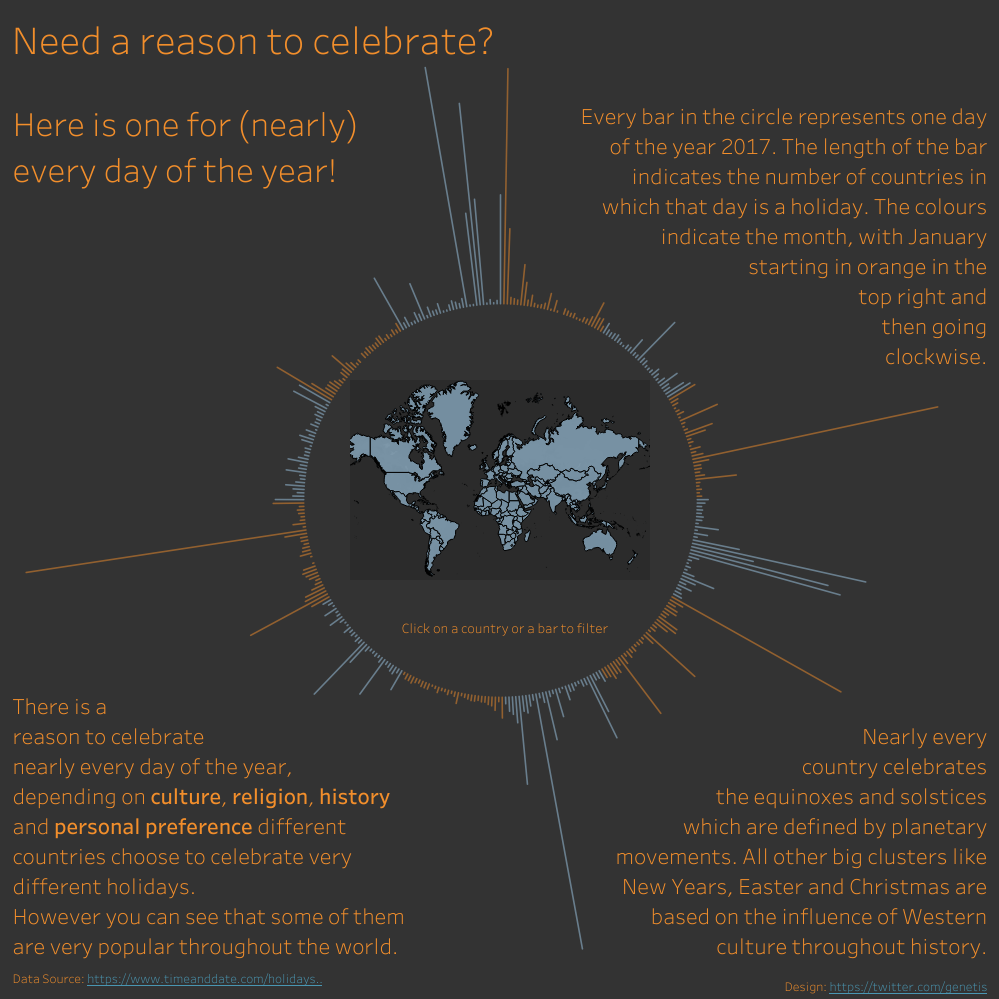 Need a reason to celebrate?
Here is one for (nearly)
every day of the year!
Every bar in the circle represents one day
of the year 2017. The length of the bar
indicates the number of countries in
which that day is a holiday. The colours
indicate the month, with January
starting in orange in the
top right and
then going
clockwise.
Click on a country or a bar to filter
There is a
reason to celebrate
nearly every day of the year,
depending on culture, religion, history
and personal preference different
countries choose to celebrate very
different holidays.
However you can see that some of them
are very popular throughout the world.
Nearly every
country celebrates
the equinoxes and solstices
which are defined by planetary
movements. All other big clusters like
New Years, Easter and Christmas are
based on the influence of Western
culture throughout history.
Data Source: https://www.timeanddate.com/holidays..
Design: https://twitter.com/genetis